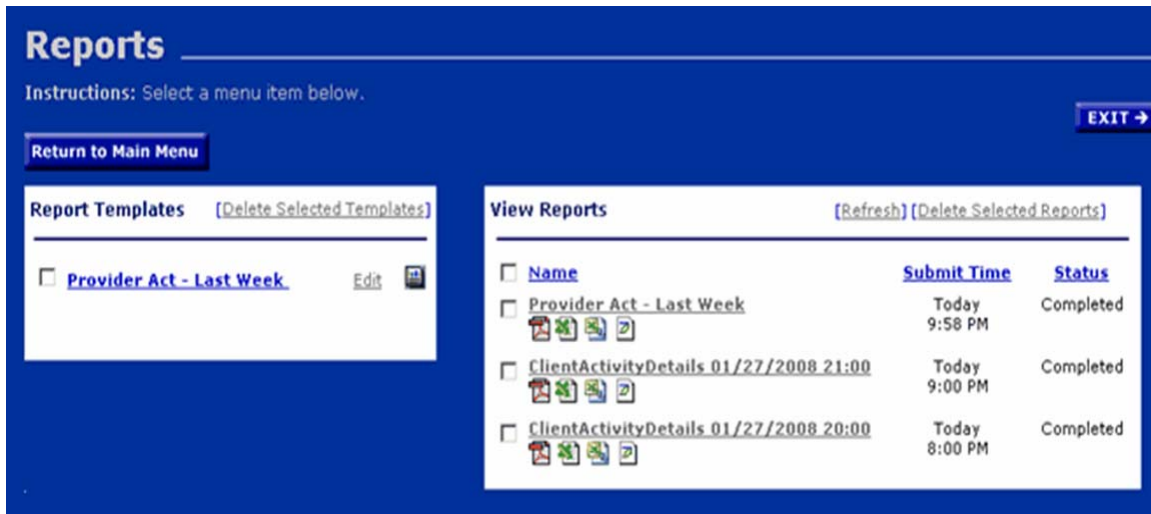 Reports
Instructions: Select a menu item below.
EXIT →
Return to Main Menu
Report Templates [Delete Selected Templates]
Provider Act - Last Week Edit
View Reports [Refresh] [Delete Selected Reports]
Name Submit Time Status
Provider Act - Last Week Today Completed
9:58 PM
ClientActivityDetails 01/27/2008 21:00 Today Completed
9:00 PM
ClientActivityDetails 01/27/2008 20:00 Today Completed
8:00 PM